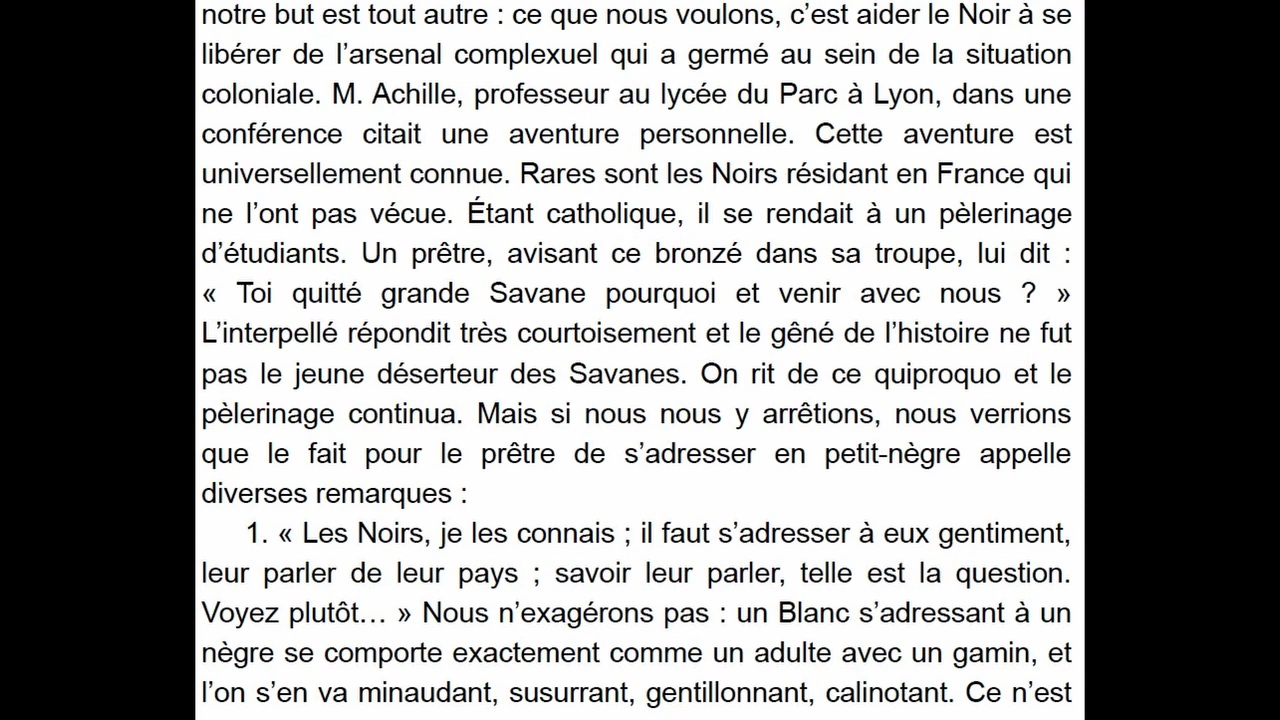 notre but est tout autre : ce que nous voulons, c’est aider le Noir à se
libérer de l’arsenal complexuel qui a germé au sein de la situation
coloniale. M. Achille, professeur au lycée du Parc à Lyon, dans une
conférence citait une aventure personnelle. Cette aventure est
universellement connue. Rares sont les Noirs résidant en France qui
ne l’ont pas vécue. Étant catholique, il se rendait à un pèlerinage
d’étudiants. Un prêtre, avisant ce bronzé dans sa troupe, lui dit :
« Toi quitté grande Savane pourquoi et venir avec nous ? »
L’interpellé répondit très courtoisement et le gêné de l’histoire ne fut
pas le jeune déserteur des Savanes. On rit de ce quiproquo et le
pèlerinage continua. Mais si nous nous y arrêtions, nous verrions
que le fait pour le prêtre de s’adresser en petit-nègre appelle
diverses remarques :
1. « Les Noirs, je les connais ; il faut s’adresser à eux gentiment,
leur parler de leur pays ; savoir leur parler, telle est la question.
Voyez plutôt… » Nous n’exagérons pas : un Blanc s’adressant à un
nègre se comporte exactement comme un adulte avec un gamin, et
l’on s’en va minaudant, susurrant, gentillonnant, calinotant. Ce n’est